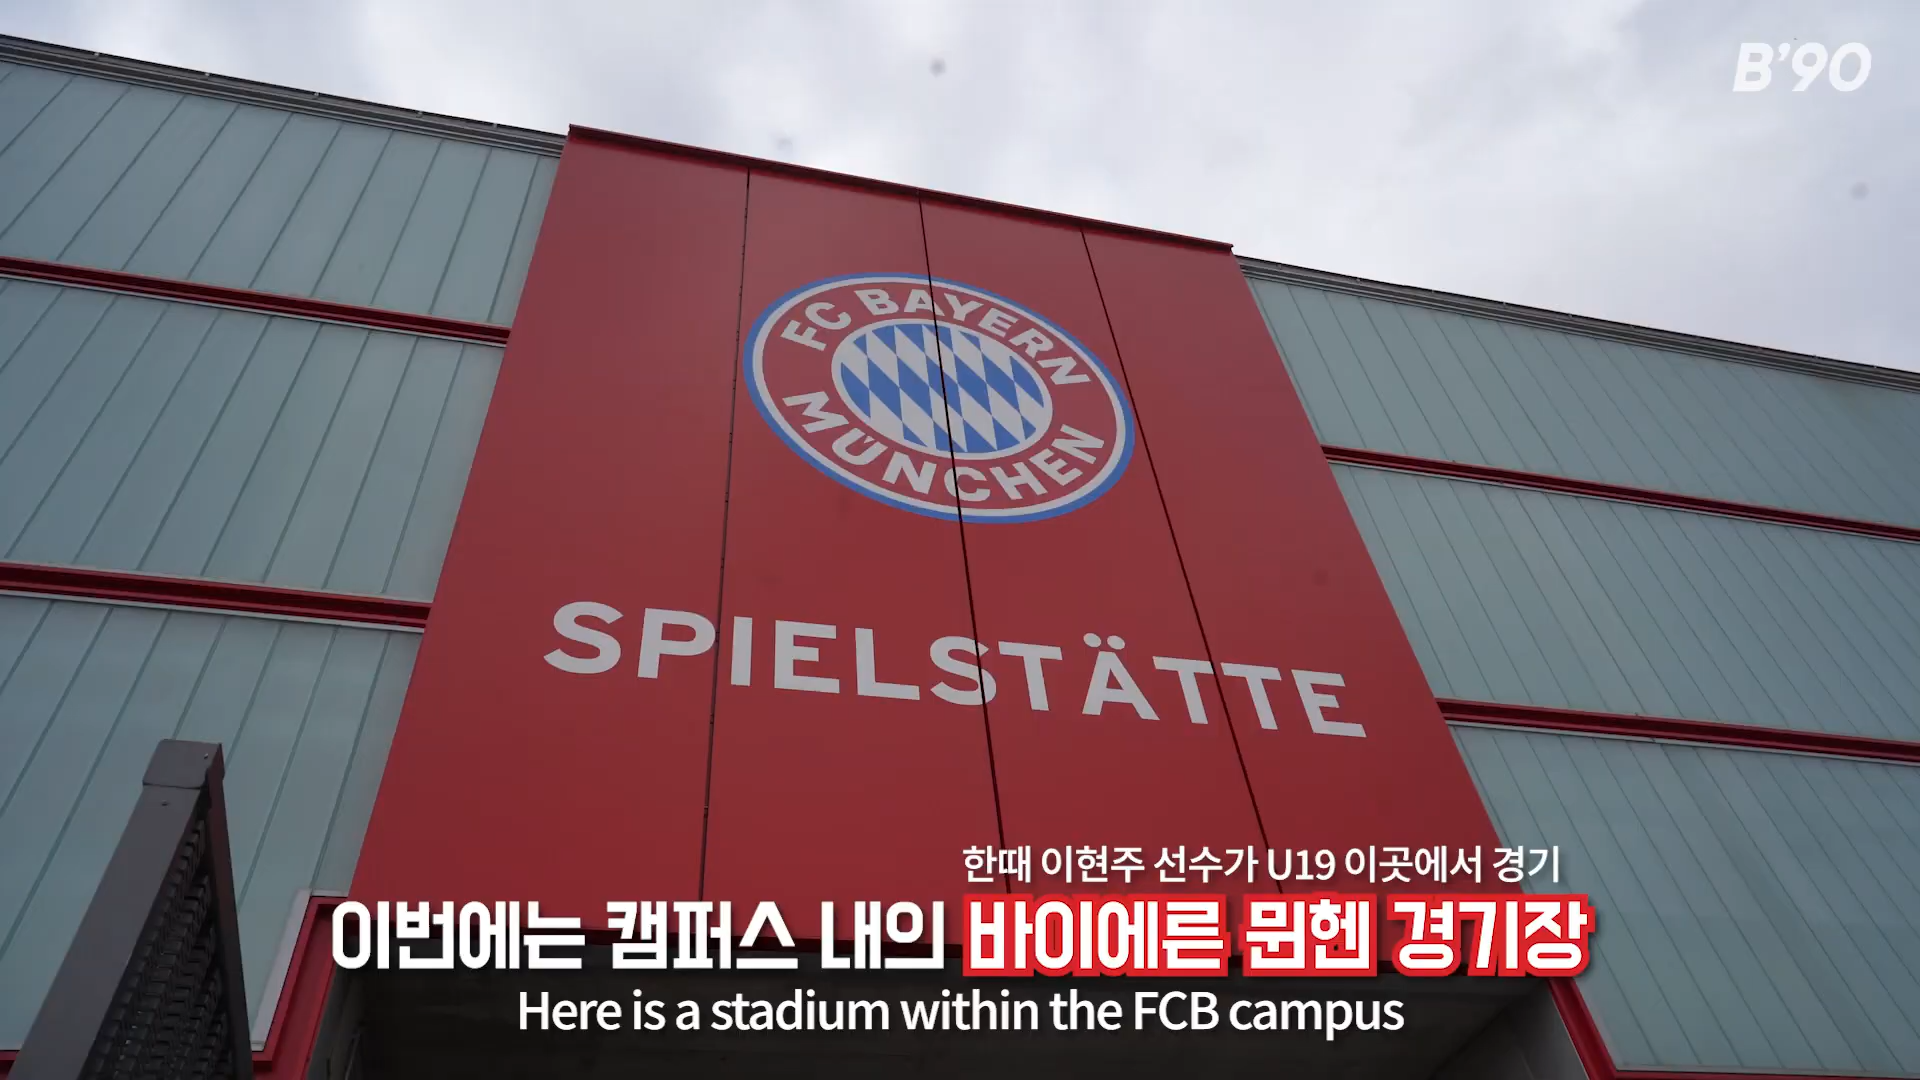 B'90
FC BAYERN
MÜNCHEN
SPIELSTÄTTE
한때 이현주 선수가 U19 이곳에서 경기
이번에는 캠퍼스 내의 바이에른 뮌헨 경기장
Here is a stadium within the FCB campus